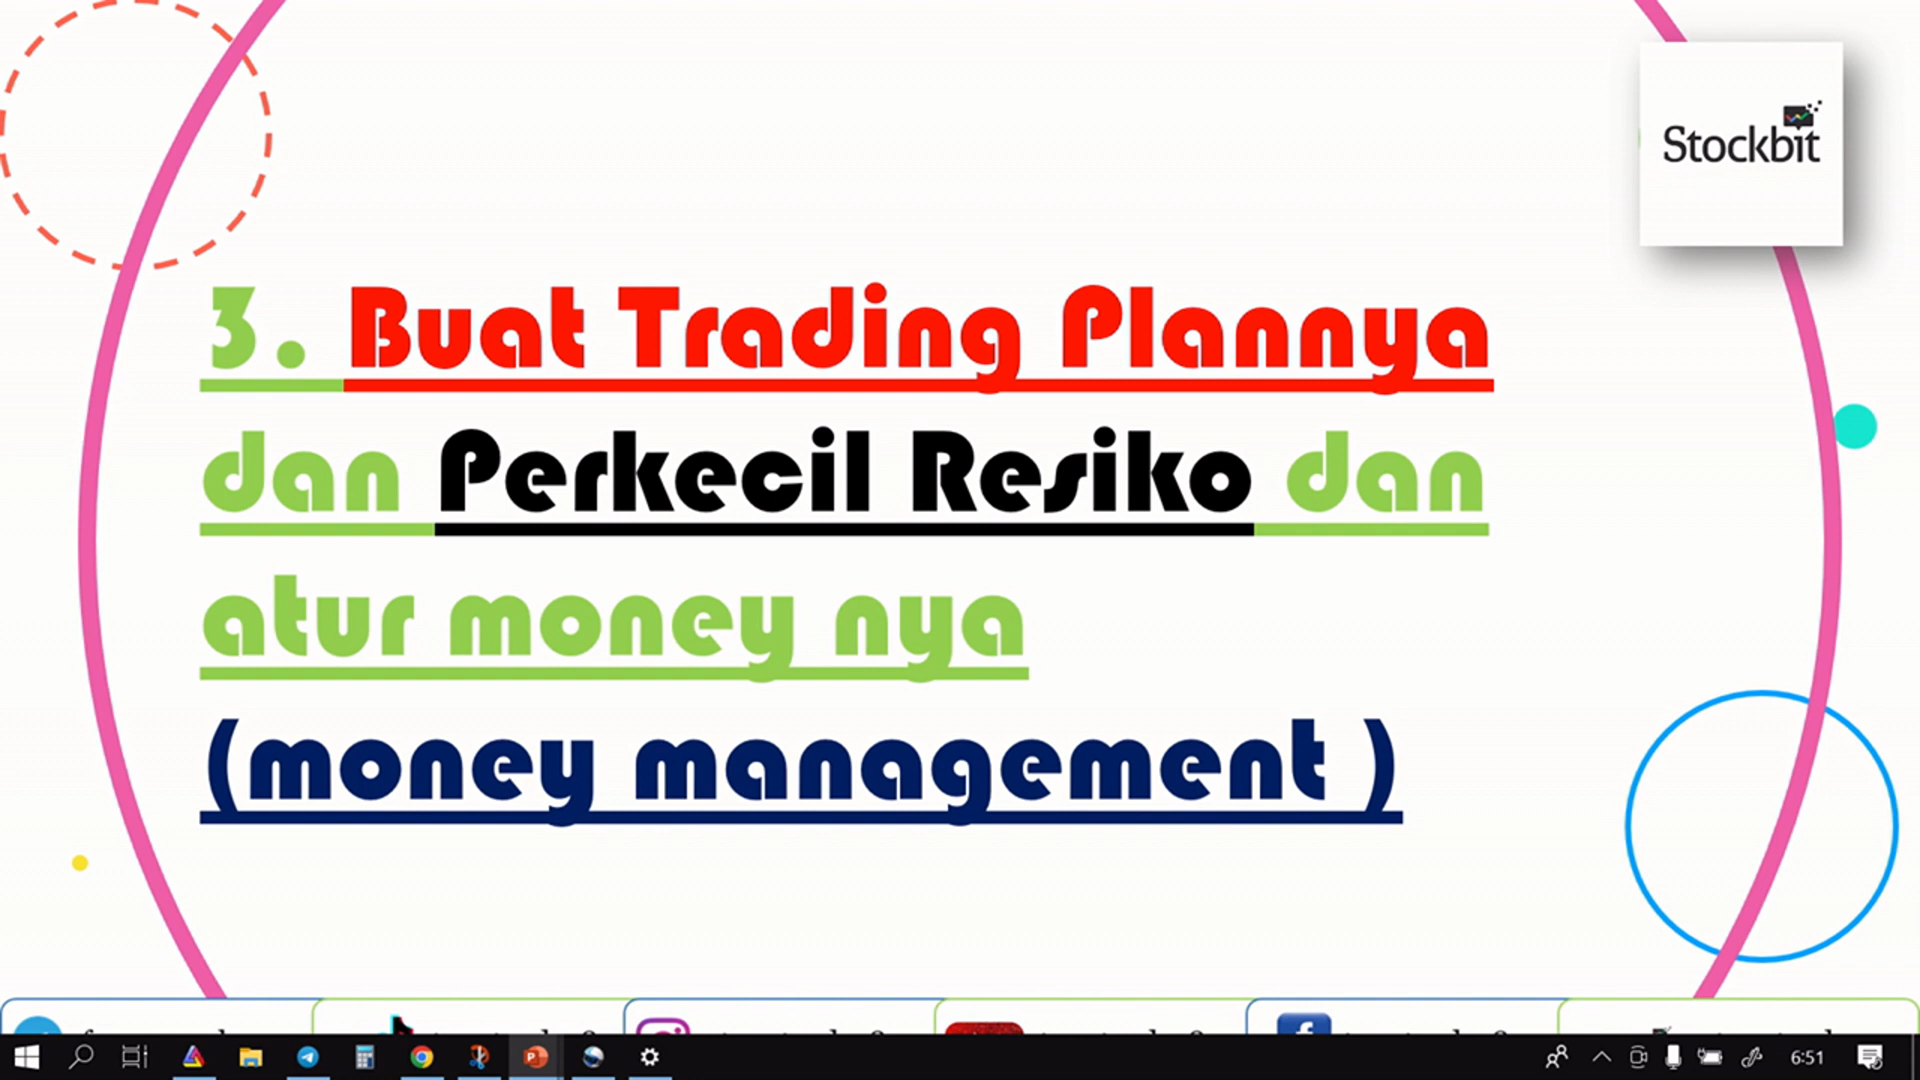 Stockbit
3. Buat Trading Plannya
dan Perkecil Resiko dan
atur money nya
(money management )
6:51